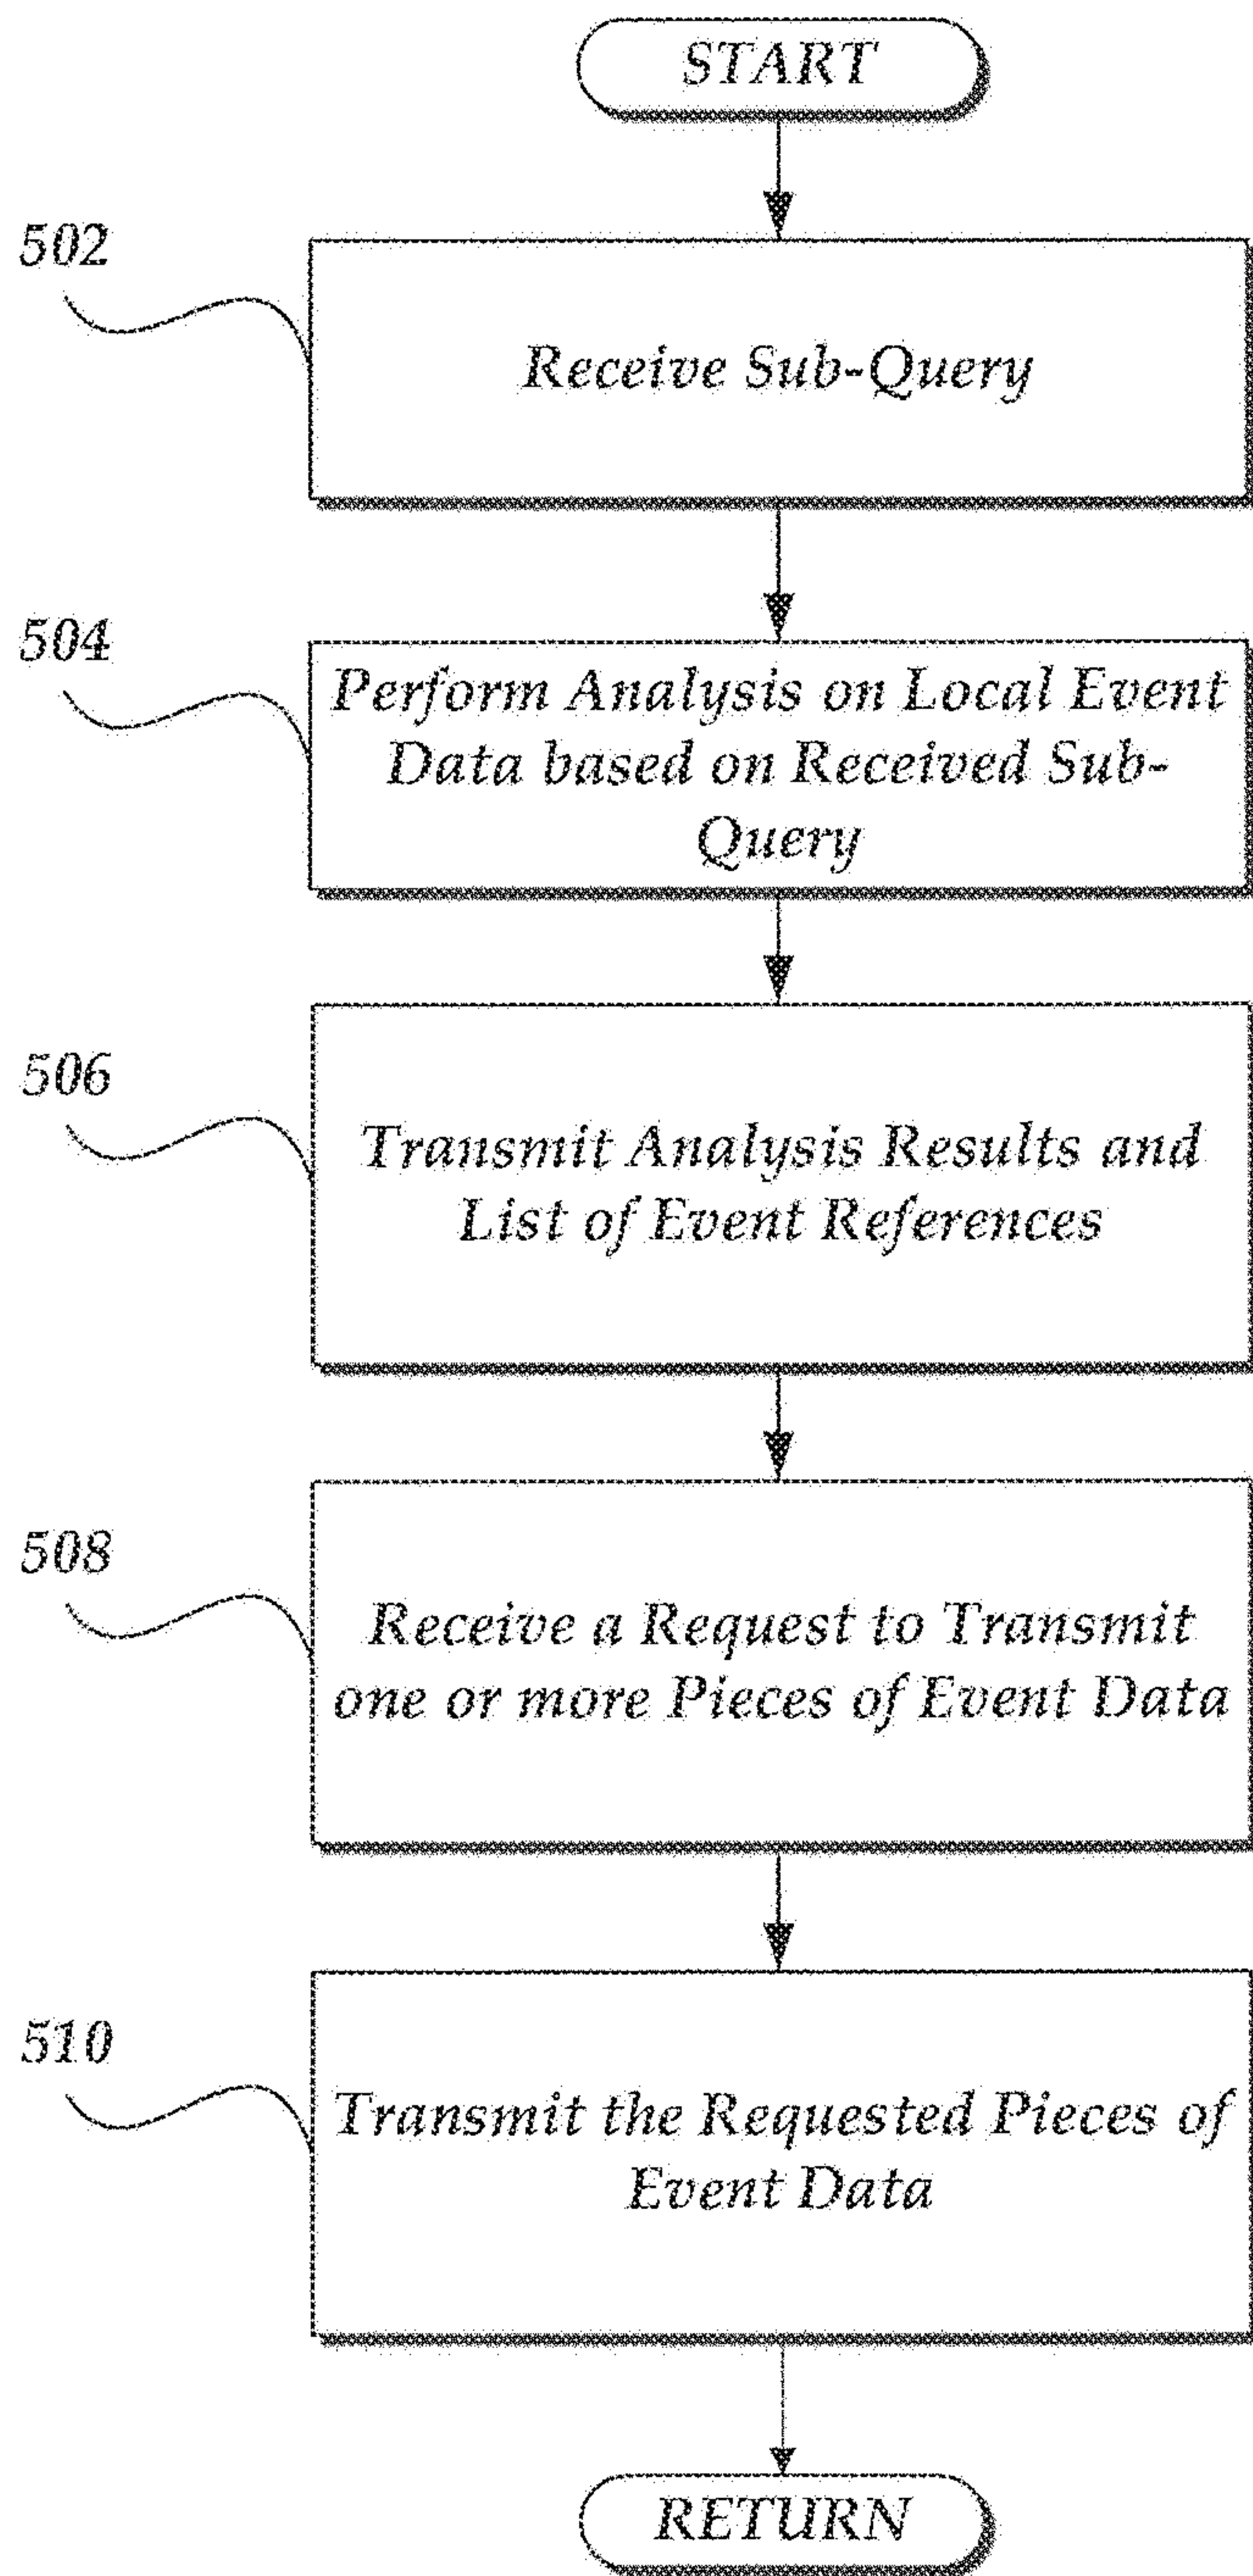 START
502
Receive Sub-Query
504
Perform Analysis on Local Event
Data based on Received Sub-
Query
506
Transmit Analysis Results and
List of Event References
508
Receive a Request to Transmit
one or more Pieces of Event Data
510
Transmit the Requested Pieces of
Event Data
RETURN